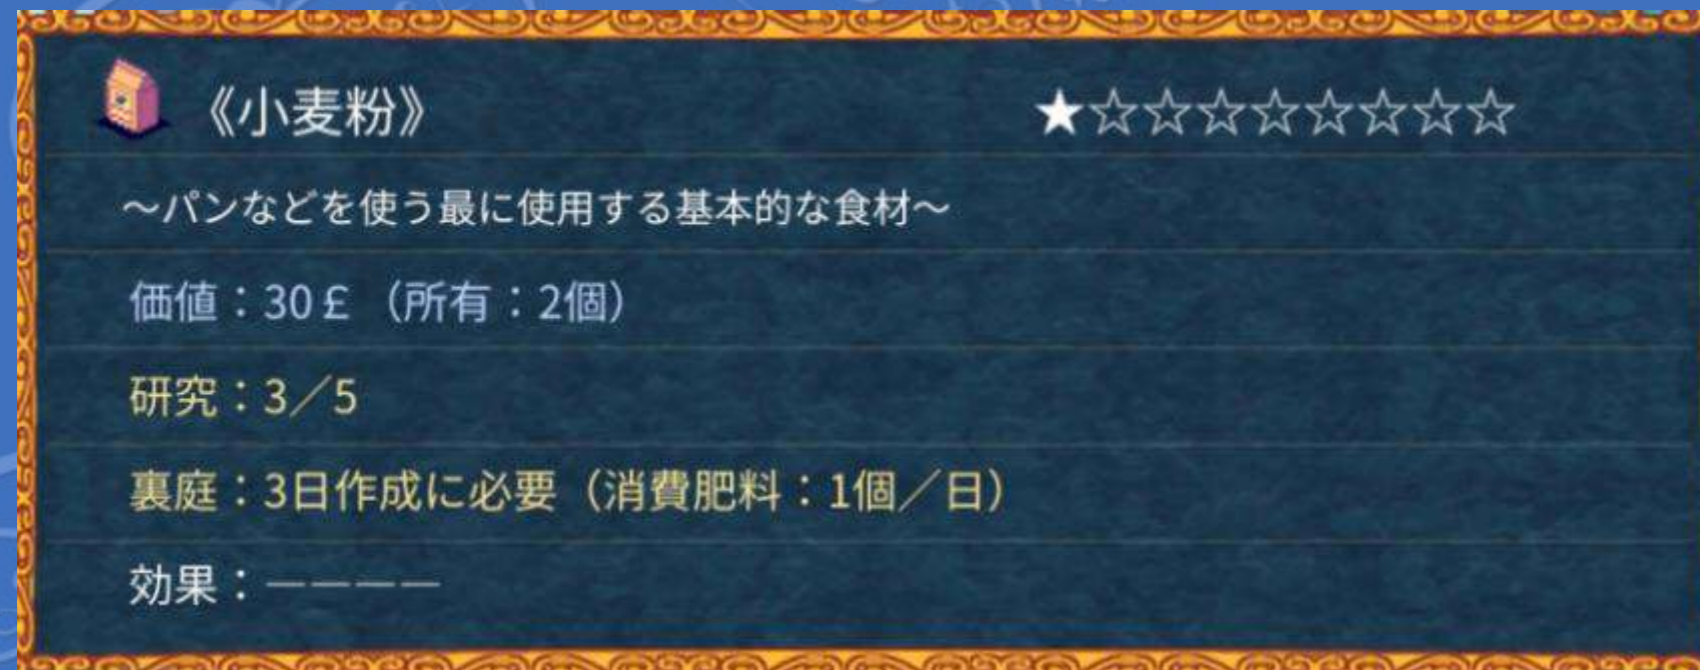 《小麦粉》 ★☆☆☆☆☆☆☆☆
～パンなどを使う最に使用する基本的な食材～
価値：30￡（所有：2個）
研究：3／5
裏庭：3日作成に必要（消費肥料：1個／日）
効果：－－－－